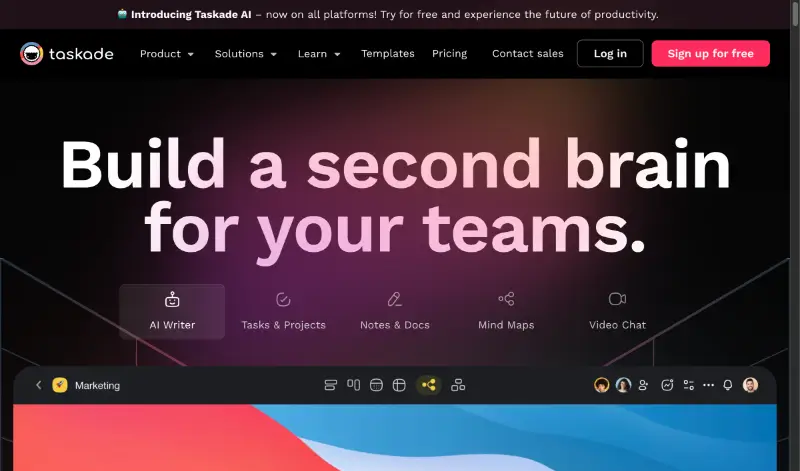 🤖 Introducing Taskade AI – now on all platforms! Try for free and experience the future of productivity.
taskade Product Solutions Learn Templates Pricing Contact sales Log in Sign up for free
Build a second brain
for your teams.
AI Writer Tasks & Projects Notes & Docs Mind Maps Video Chat
Marketing